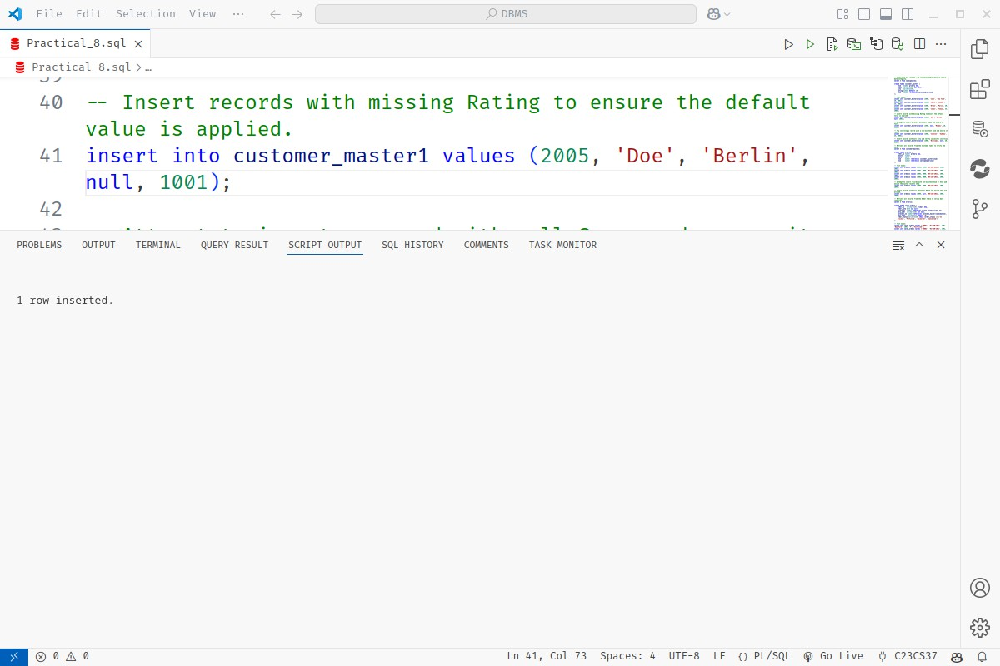 File Edit Selection View ··· DBMS
Practical_8.sql
Practical_8.sql > ...
39
40 -- Insert records with missing Rating to ensure the default
value is applied.
41 insert into customer_master1 values (2005, 'Doe', 'Berlin',
null, 1001);
42
PROBLEMS OUTPUT TERMINAL QUERY RESULT SCRIPT OUTPUT SQL HISTORY COMMENTS TASK MONITOR
1 row inserted.
0 0 Ln 41, Col 73 Spaces: 4 UTF-8 LF {} PL/SQL Go Live C23CS37